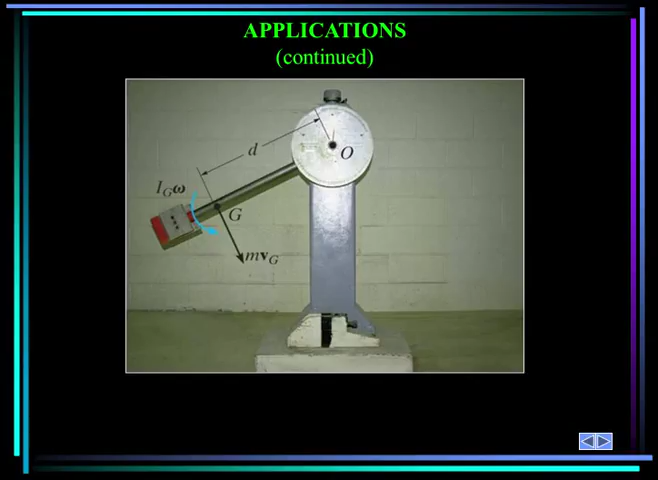 APPLICATIONS
(continued)
d
O
I_Gω
G
mv_G